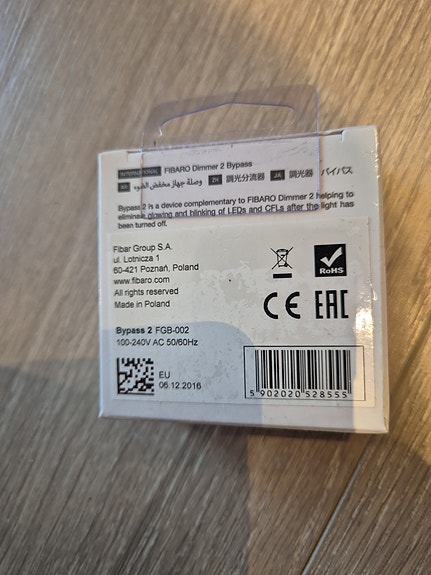 INTERNATIONAL FIBARO Dimmer 2 Bypass
AR وصلة جهاز مخفض الضوء ZH 調光分流器 JA 調光器 バイパス
Bypass 2 is a device complementary to FIBARO Dimmer 2 helping to
eliminate glowing and blinking of LEDs and CFLs after the light has
been turned off.
Fibar Group S.A.
ul. Lotnicza 1
60-421 Poznań, Poland
www.fibaro.com
All rights reserved
Made in Poland
RoHS
CE EAC
Bypass 2 FGB-002
100-240V AC 50/60Hz
EU
06.12.2016
5 902020 528555